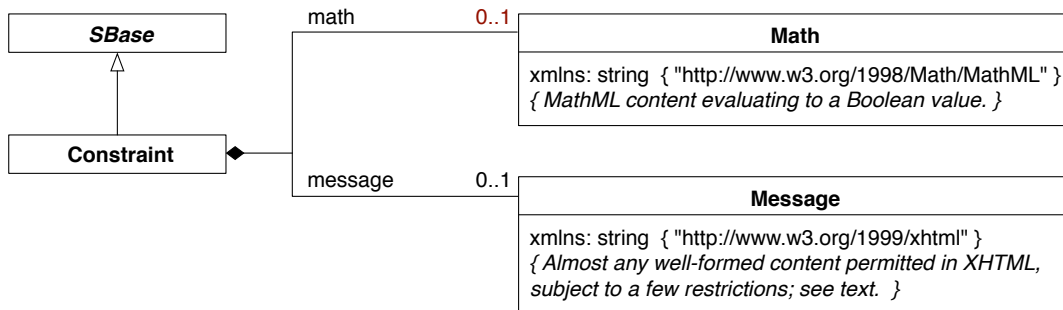 math 0..1
SBase
Math
xmlns: string { "http://www.w3.org/1998/Math/MathML" }
{ MathML content evaluating to a Boolean value. }
Constraint
message 0..1
Message
xmlns: string { "http://www.w3.org/1999/xhtml" }
{ Almost any well-formed content permitted in XHTML,
subject to a few restrictions; see text. }